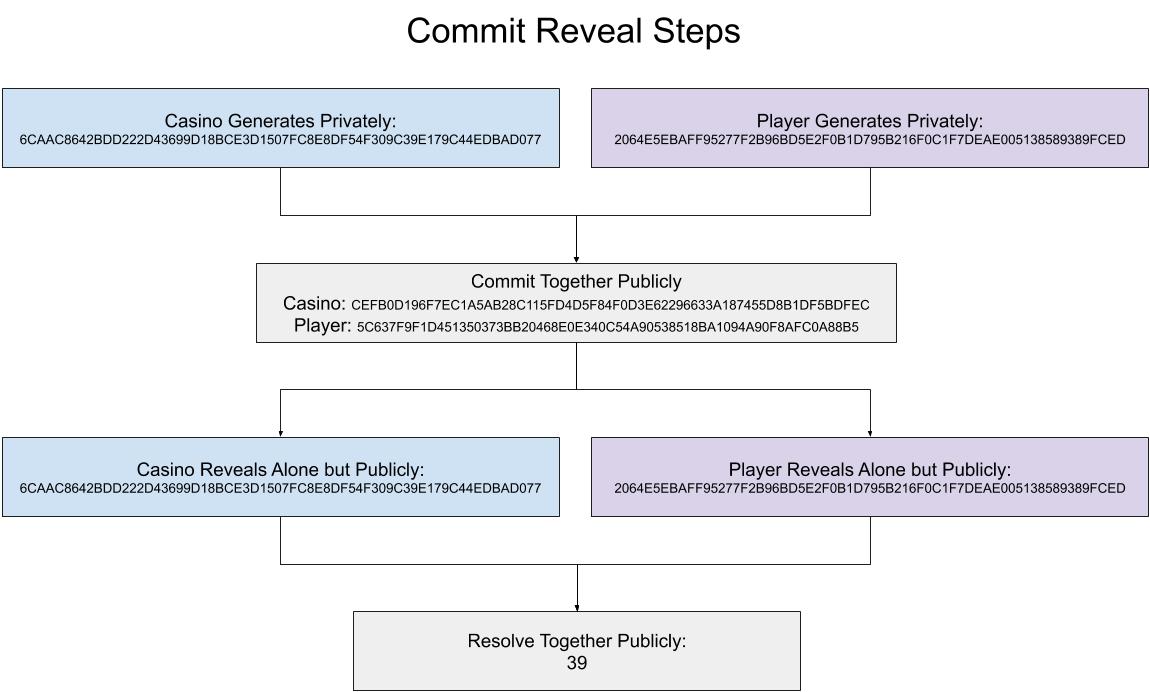 Commit Reveal Steps
Casino Generates Privately:
6CAAC8642BDD222D43699D18BCE3D1507FC8E8DF54F309C39E179C44EDBAD077
Player Generates Privately:
2064E5EBAFF95277F2B96BD5E2F0B1D795B216F0C1F7DEAE005138589389FCED
Commit Together Publicly
Casino: CEFB0D196F7EC1A5AB28C115FD4D5F84F0D3E62296633A187455D8B1DF5BDFEC
Player: 5C637F9F1D451350373BB20468E0E340C54A90538518BA1094A90F8AFC0A88B5
Casino Reveals Alone but Publicly:
6CAAC8642BDD222D43699D18BCE3D1507FC8E8DF54F309C39E179C44EDBAD077
Player Reveals Alone but Publicly:
2064E5EBAFF95277F2B96BD5E2F0B1D795B216F0C1F7DEAE005138589389FCED
Resolve Together Publicly:
39